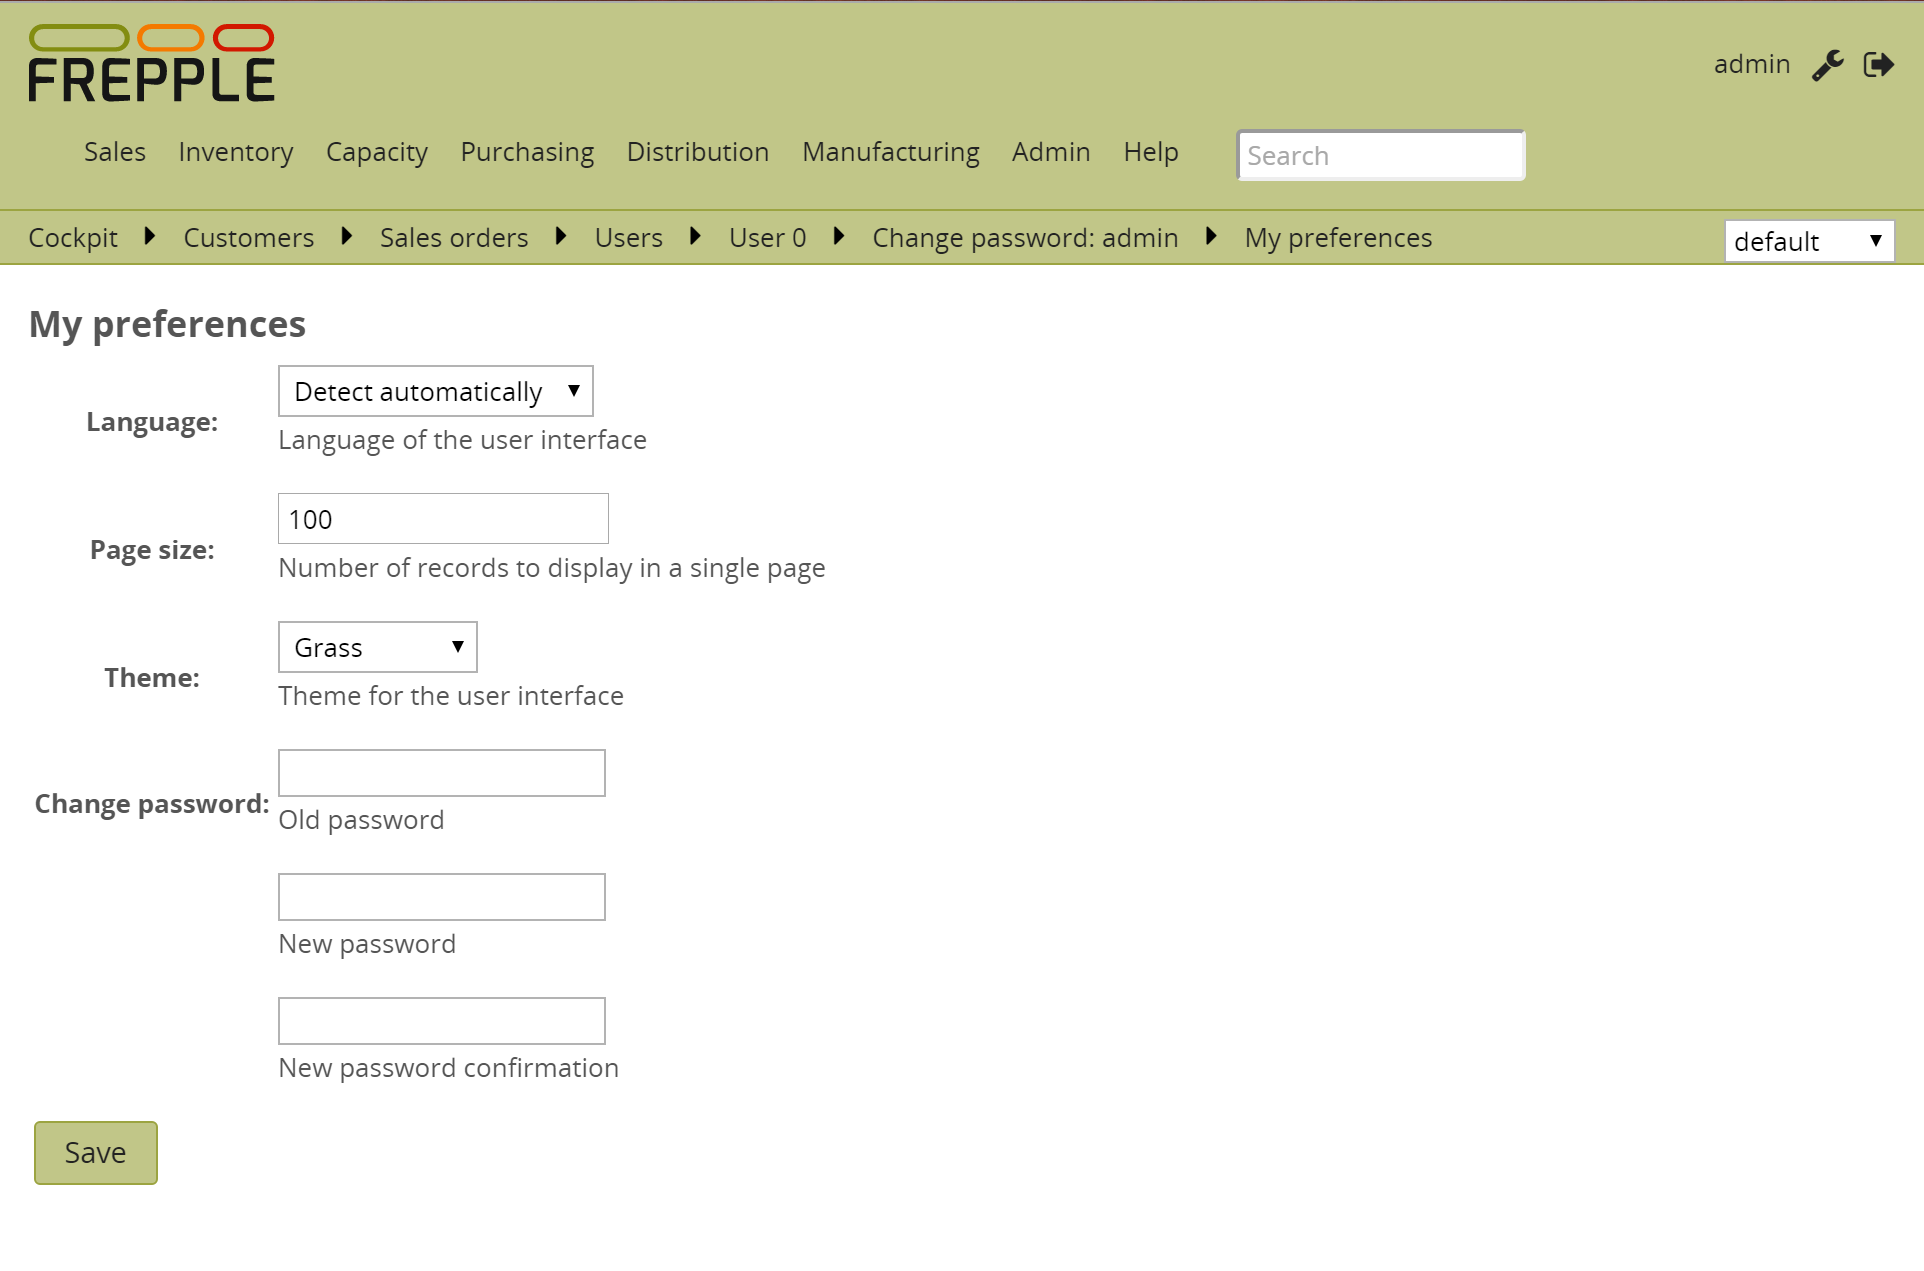 FREPPLE
admin
Sales Inventory Capacity Purchasing Distribution Manufacturing Admin Help Search
Cockpit Customers Sales orders Users User 0 Change password: admin My preferences default
My preferences
Language: Detect automatically
Language of the user interface
Page size: 100
Number of records to display in a single page
Theme: Grass
Theme for the user interface
Change password:
Old password
New password
New password confirmation
Save